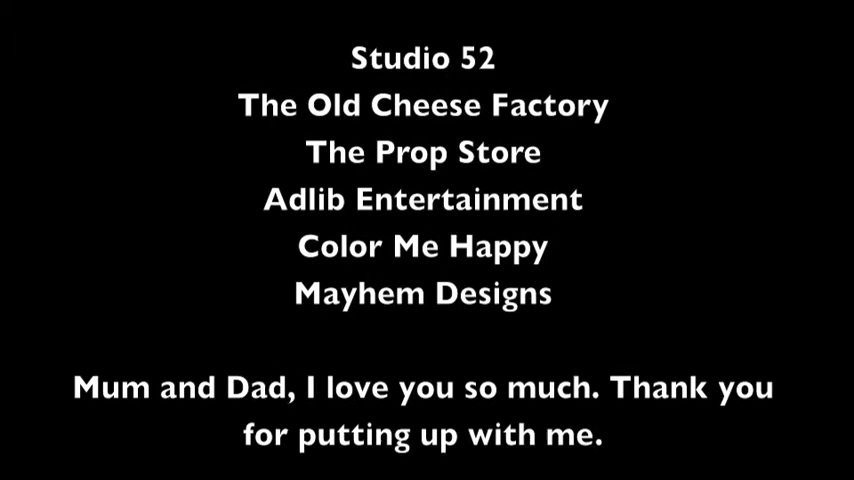 Studio 52
The Old Cheese Factory
The Prop Store
Adlib Entertainment
Color Me Happy
Mayhem Designs
Mum and Dad, I love you so much. Thank you
for putting up with me.